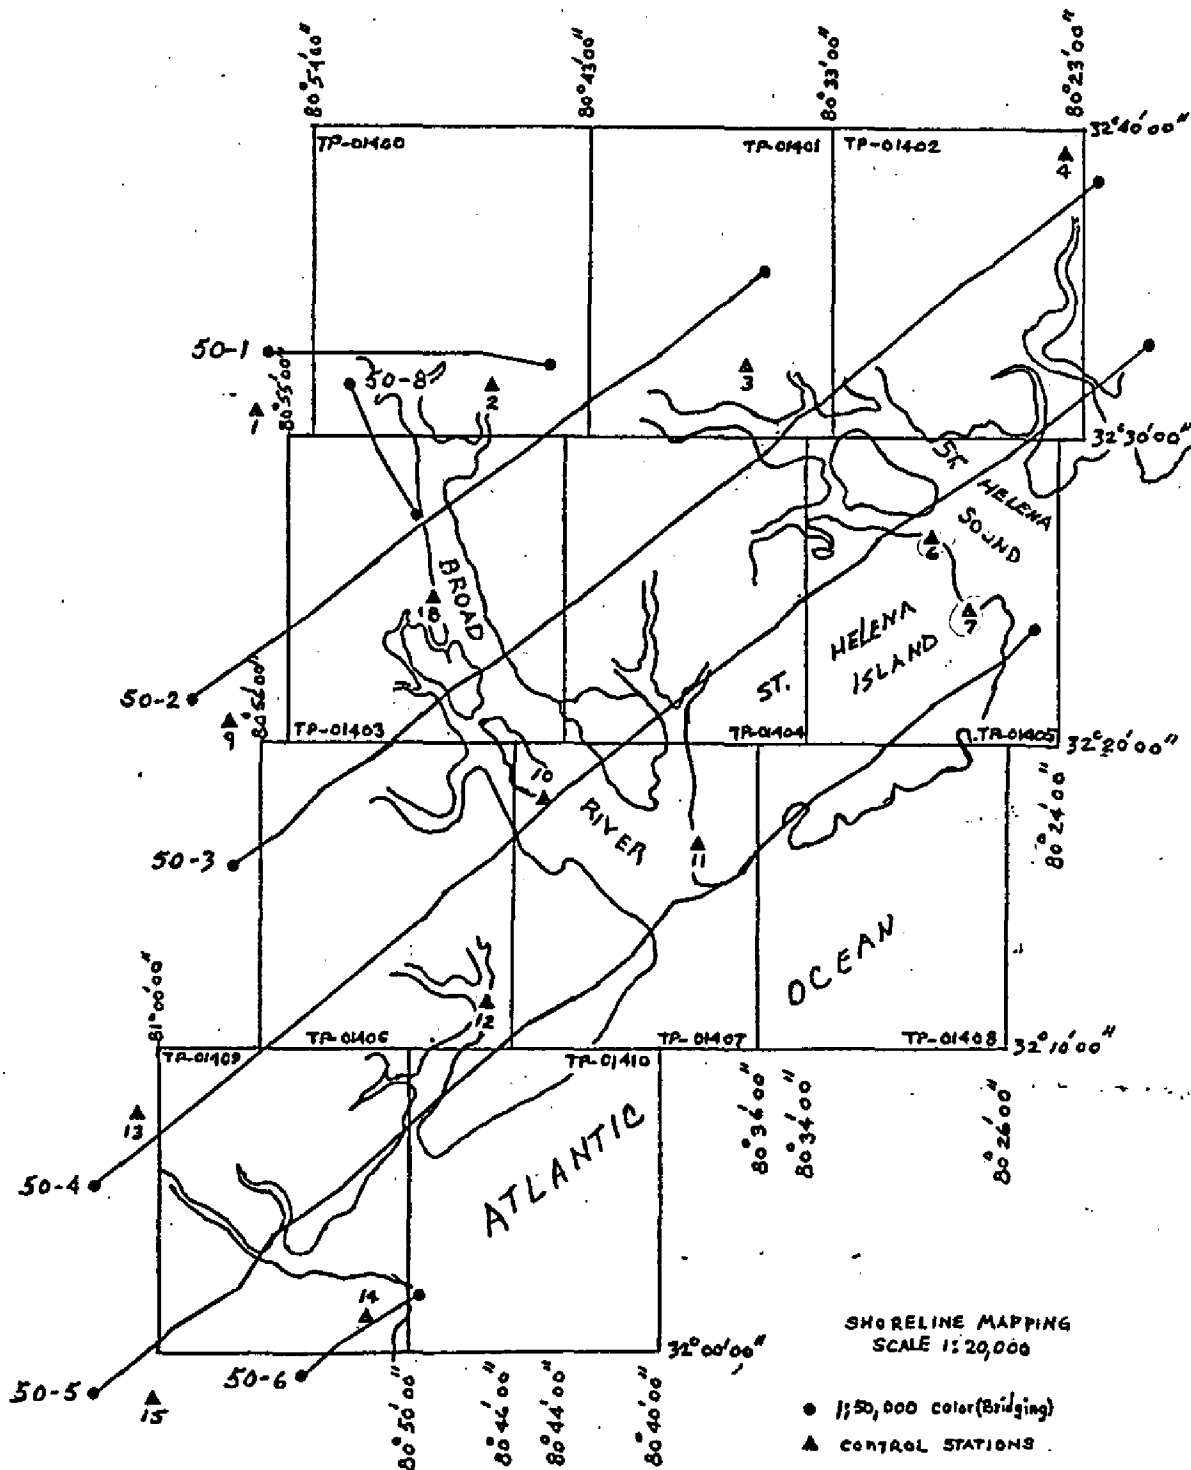 80°54'00"
80°43'00"
80°33'00"
80°23'00"
TP-01400
TP-01401
TP-01402
32°40'00"
4
50-1
80°55'00"
50-8
1
2
3
32°30'00"
ST. HELENA SOUND
BROAD
6
8
7
ST. HELENA ISLAND
50-2
9
80°56'00"
TP-01403
TP-01404
TP-01405
32°20'00"
10
RIVER
11
50-3
80°24'00"
OCEAN
81°00'00"
12
TP-01409
TP-01406
TP-01410
TP-01407
TP-01408
32°10'00"
13
80°36'00"
80°34'00"
80°26'00"
50-4
ATLANTIC
14
SHORELINE MAPPING
SCALE 1:20,000
32°00'00"
50-5
15
50-6
80°50'00"
80°46'00"
80°44'00"
80°40'00"
1;50,000 color(Bridging)
CONTROL STATIONS